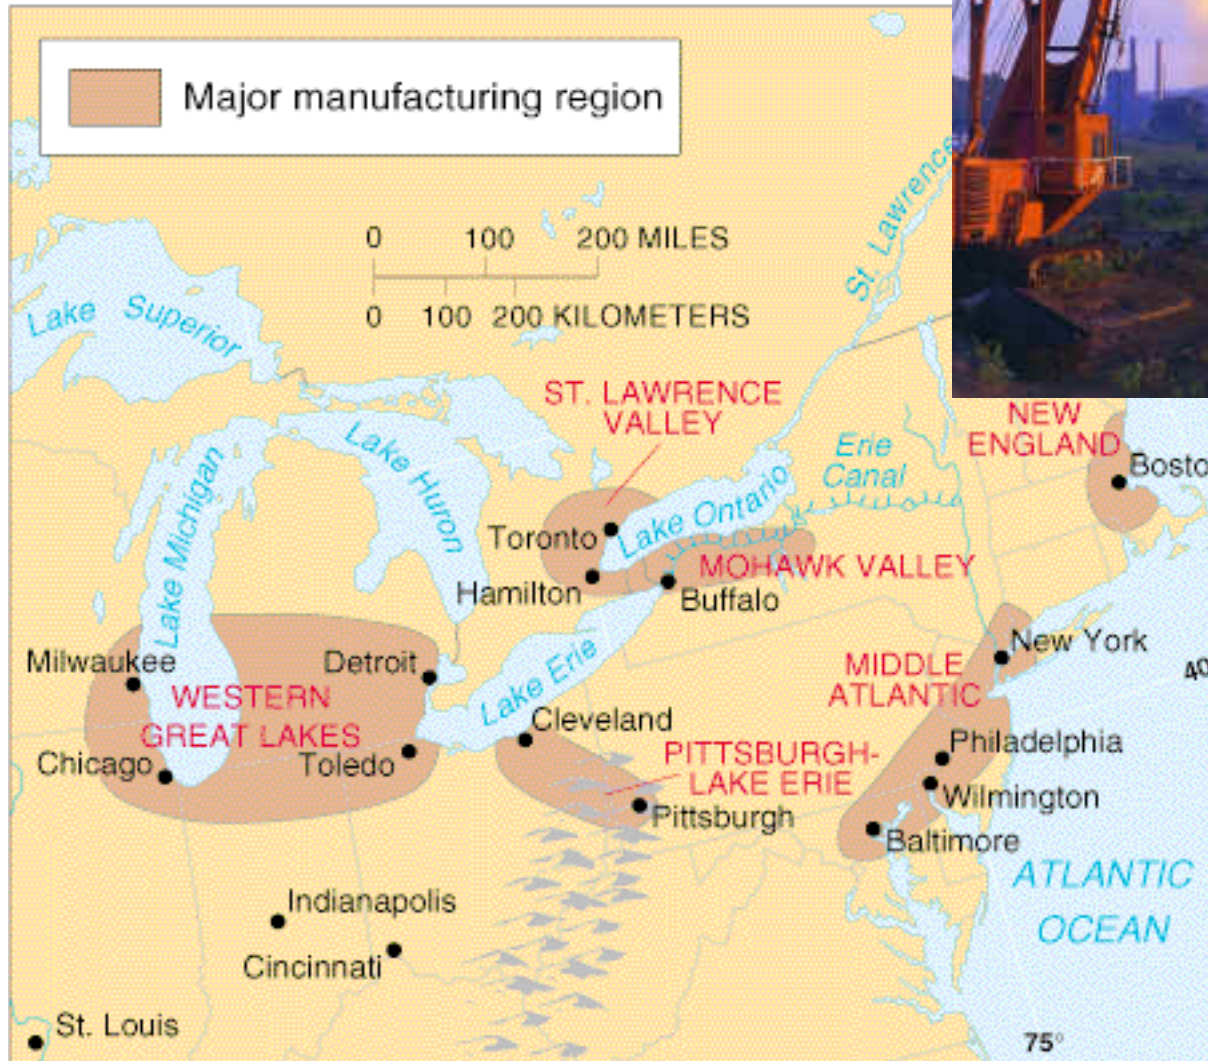 Major manufacturing region
0 100 200 MILES
0 100 200 KILOMETERS
St. Lawrence
Lake Superior
ST. LAWRENCE
VALLEY
NEW
ENGLAND
Lake Huron
Erie
Canal
Lake Michigan
Bosto
Toronto
Lake Ontario
MOHAWK VALLEY
Hamilton
Buffalo
New York
Milwaukee
Detroit
Lake Erie
MIDDLE
ATLANTIC
40
WESTERN
GREAT LAKES
Cleveland
Chicago
Toledo
PITTSBURGH-
LAKE ERIE
Philadelphia
Wilmington
Pittsburgh
Baltimore
ATLANTIC
OCEAN
Indianapolis
Cincinnati
St. Louis
75°